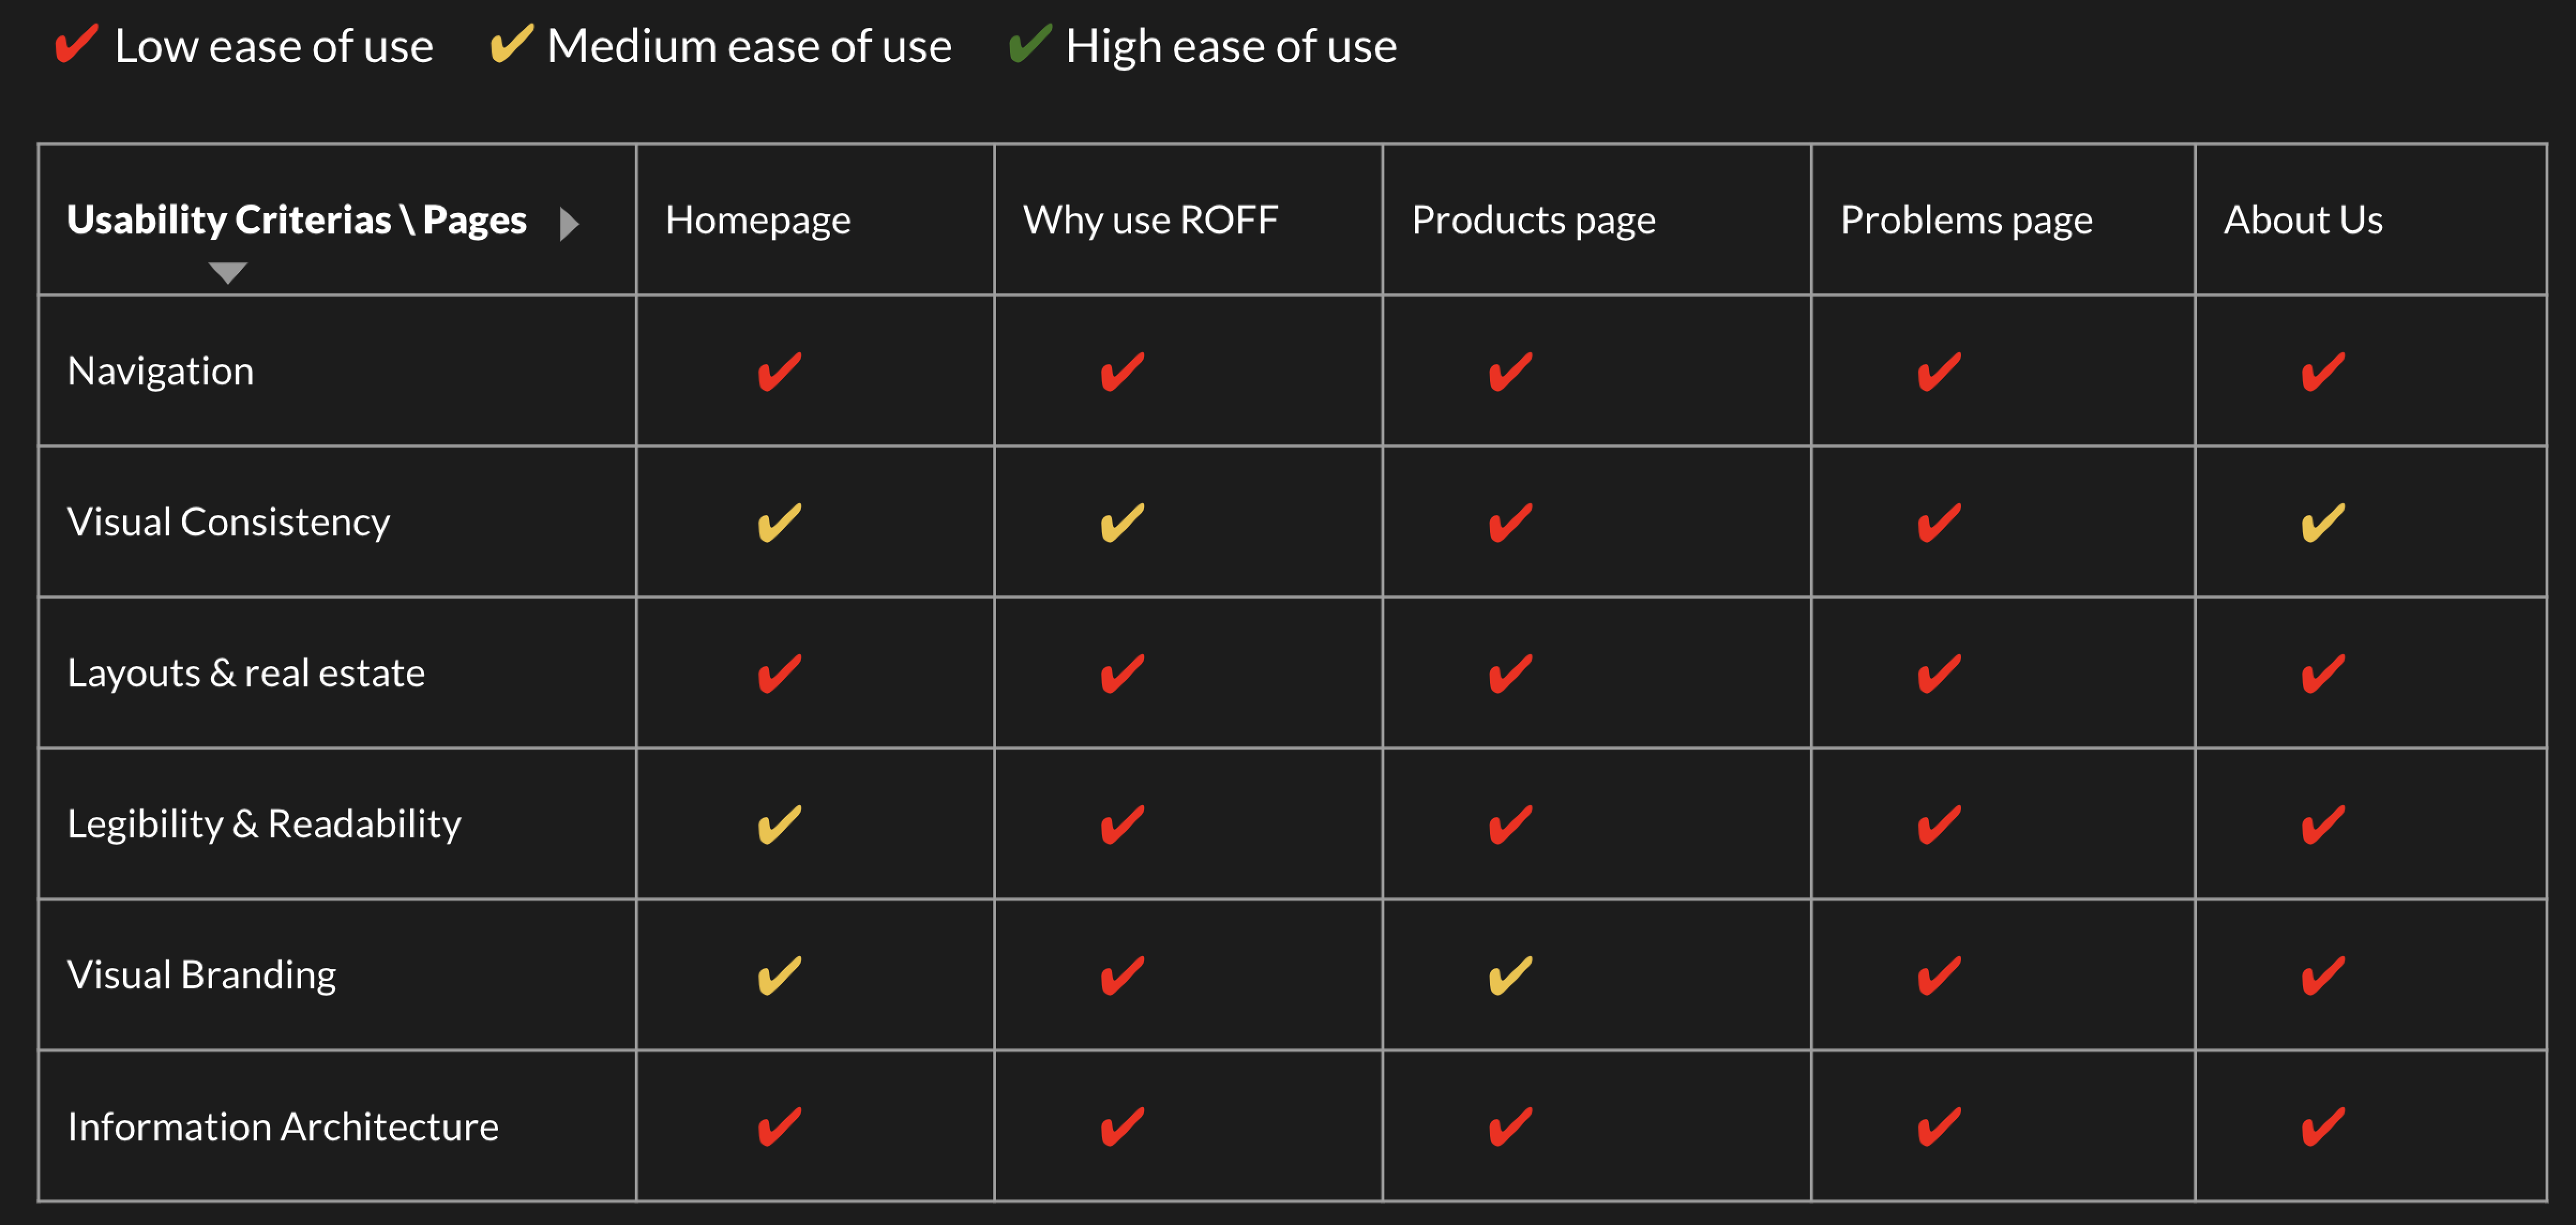 ✔ Low ease of use ✔ Medium ease of use ✔ High ease of use
Usability Criterias \ Pages Homepage Why use ROFF Products page Problems page About Us
Navigation ✔ ✔ ✔ ✔ ✔
Visual Consistency ✔ ✔ ✔ ✔ ✔
Layouts & real estate ✔ ✔ ✔ ✔ ✔
Legibility & Readability ✔ ✔ ✔ ✔ ✔
Visual Branding ✔ ✔ ✔ ✔ ✔
Information Architecture ✔ ✔ ✔ ✔ ✔